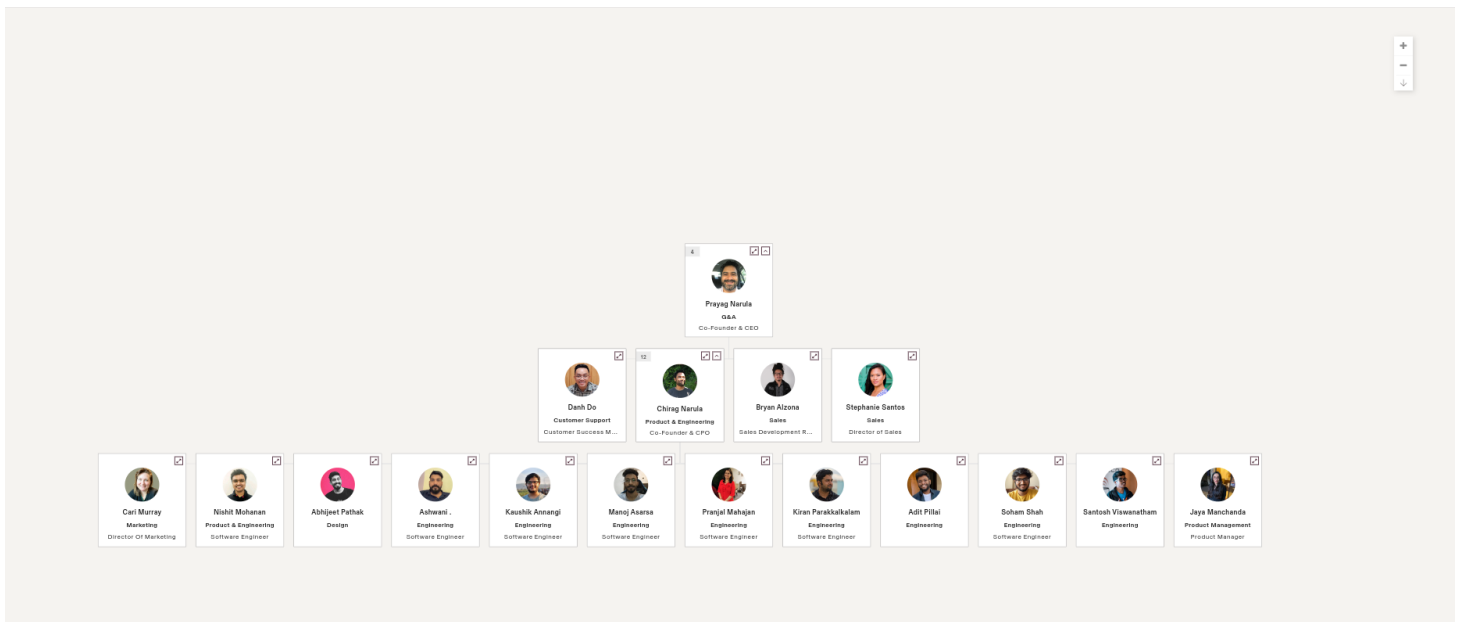 4
Prayag Narula
G&A
Co-Founder & CEO
Danh Do
Customer Support
Customer Success M...
12
Chirag Narula
Product & Engineering
Co-Founder & CPO
Bryan Alzona
Sales
Sales Development R...
Stephanie Santos
Sales
Director of Sales
Cari Murray
Marketing
Director Of Marketing
Nishit Mohanan
Product & Engineering
Software Engineer
Abhijeet Pathak
Design
Ashwani .
Engineering
Software Engineer
Kaushik Annangi
Engineering
Software Engineer
Manoj Asarsa
Engineering
Software Engineer
Pranjal Mahajan
Engineering
Software Engineer
Kiran Parakkalkalam
Engineering
Software Engineer
Adit Pillai
Engineering
Soham Shah
Engineering
Software Engineer
Santosh Viswanatham
Engineering
Jaya Manchanda
Product Management
Product Manager